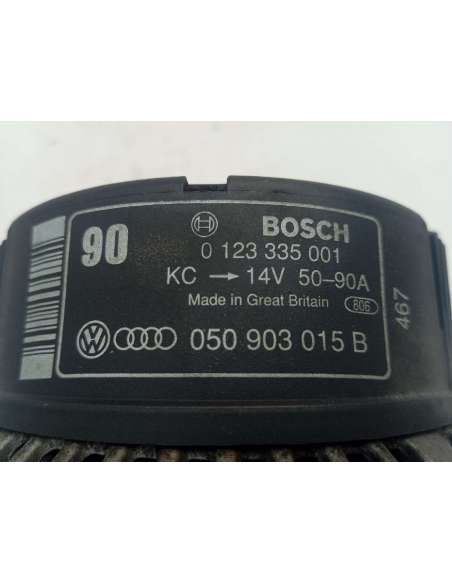 90
BOSCH
0 123 335 001
KC → 14V 50–90A
Made in Great Britain 806
050 903 015 B
467